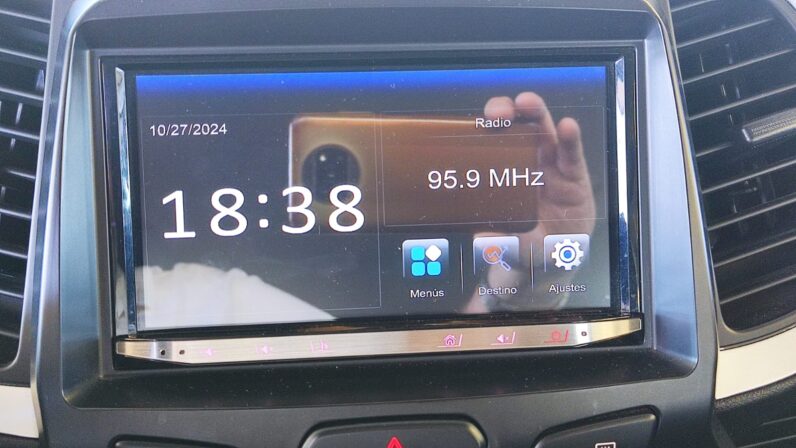 10/27/2024
18:38
Radio
95.9 MHz
Menús
Destino
Ajustes